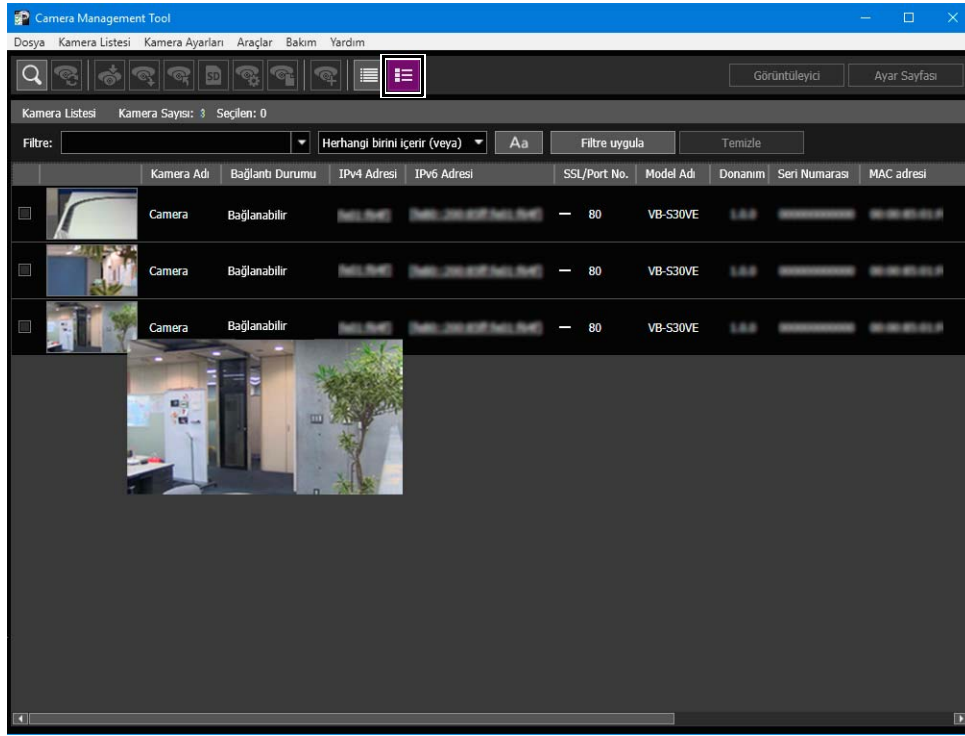 Camera Management Tool
Dosya Kamera Listesi Kamera Ayarları Araçlar Bakım Yardım
SD Görüntüleyici Ayar Sayfası
Kamera Listesi Kamera Sayısı: 3 Seçilen: 0
Filtre: Herhangi birini içerir (veya) Aa Filtre uygula Temizle
Kamera Adı Bağlantı Durumu IPv4 Adresi IPv6 Adresi SSL/Port No. Model Adı Donanım Seri Numarası MAC adresi
Camera Bağlanabilir — 80 VB-S30VE
Camera Bağlanabilir — 80 VB-S30VE
Camera Bağlanabilir — 80 VB-S30VE